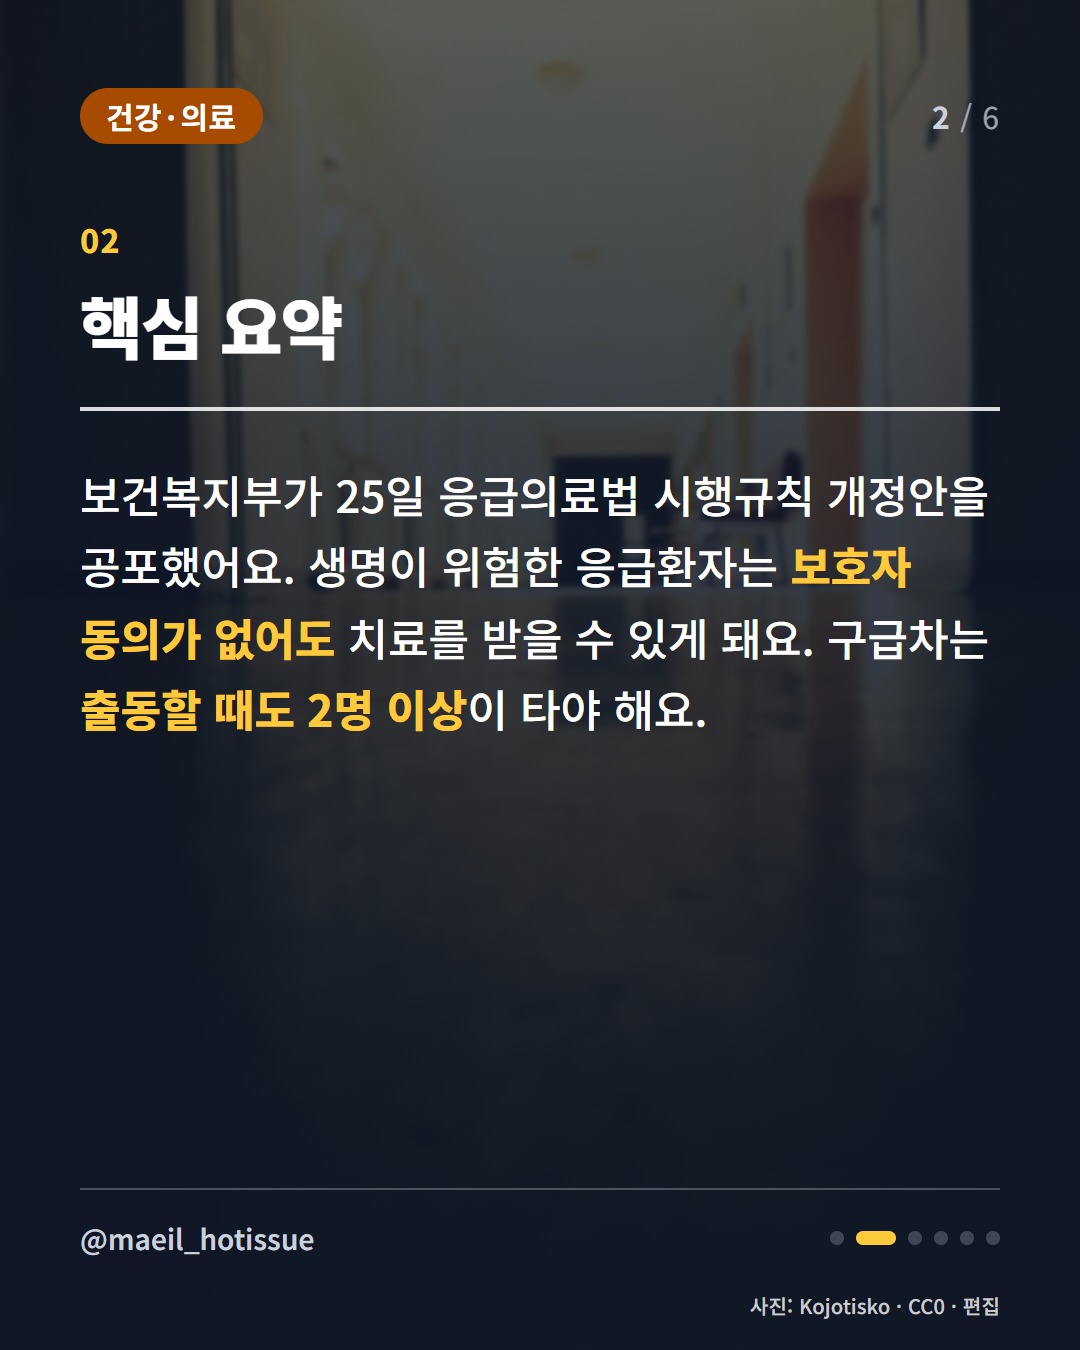 건강·의료
2 / 6
02
핵심 요약
보건복지부가 25일 응급의료법 시행규칙 개정안을
공포했어요. 생명이 위험한 응급환자는 보호자
동의가 없어도 치료를 받을 수 있게 돼요. 구급차는
출동할 때도 2명 이상이 타야 해요.
@maeil_hotissue
사진: Kojotisko · CC0 · 편집